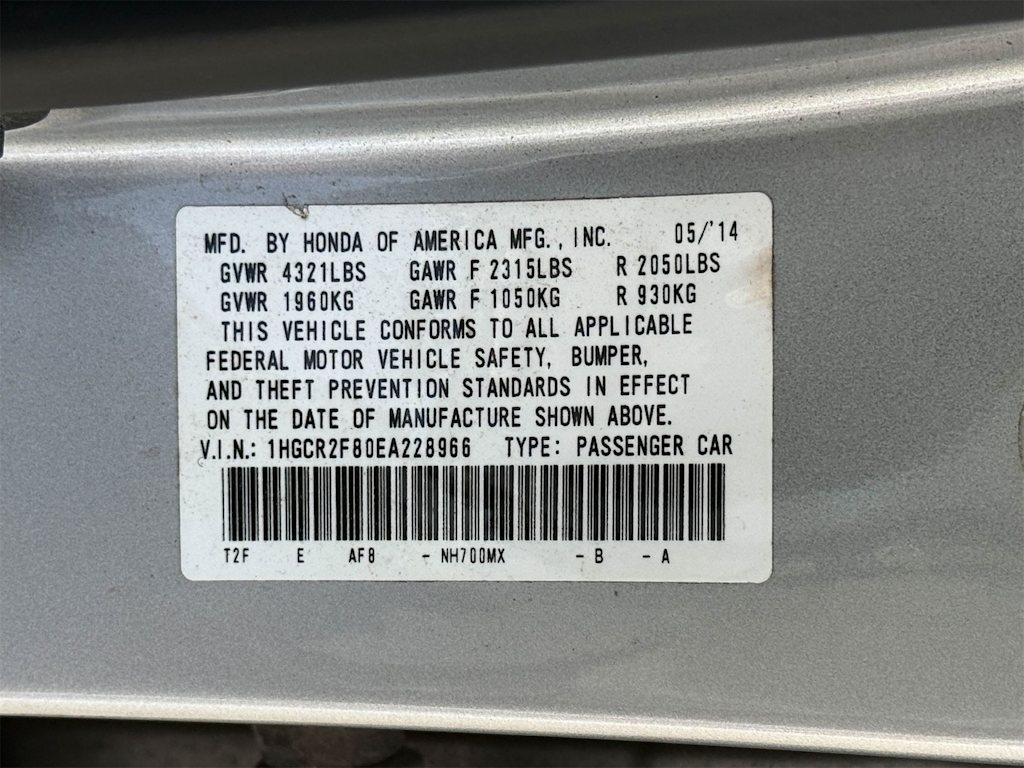 MFD. BY HONDA OF AMERICA MFG., INC. 05/'14
GVWR 4321LBS GAWR F 2315LBS R 2050LBS
GVWR 1960KG GAWR F 1050KG R 930KG
THIS VEHICLE CONFORMS TO ALL APPLICABLE
FEDERAL MOTOR VEHICLE SAFETY, BUMPER,
AND THEFT PREVENTION STANDARDS IN EFFECT
ON THE DATE OF MANUFACTURE SHOWN ABOVE.
V.I.N.: 1HGCR2F80EA228966 TYPE: PASSENGER CAR
T2F E AF8 - NH700MX - B - A